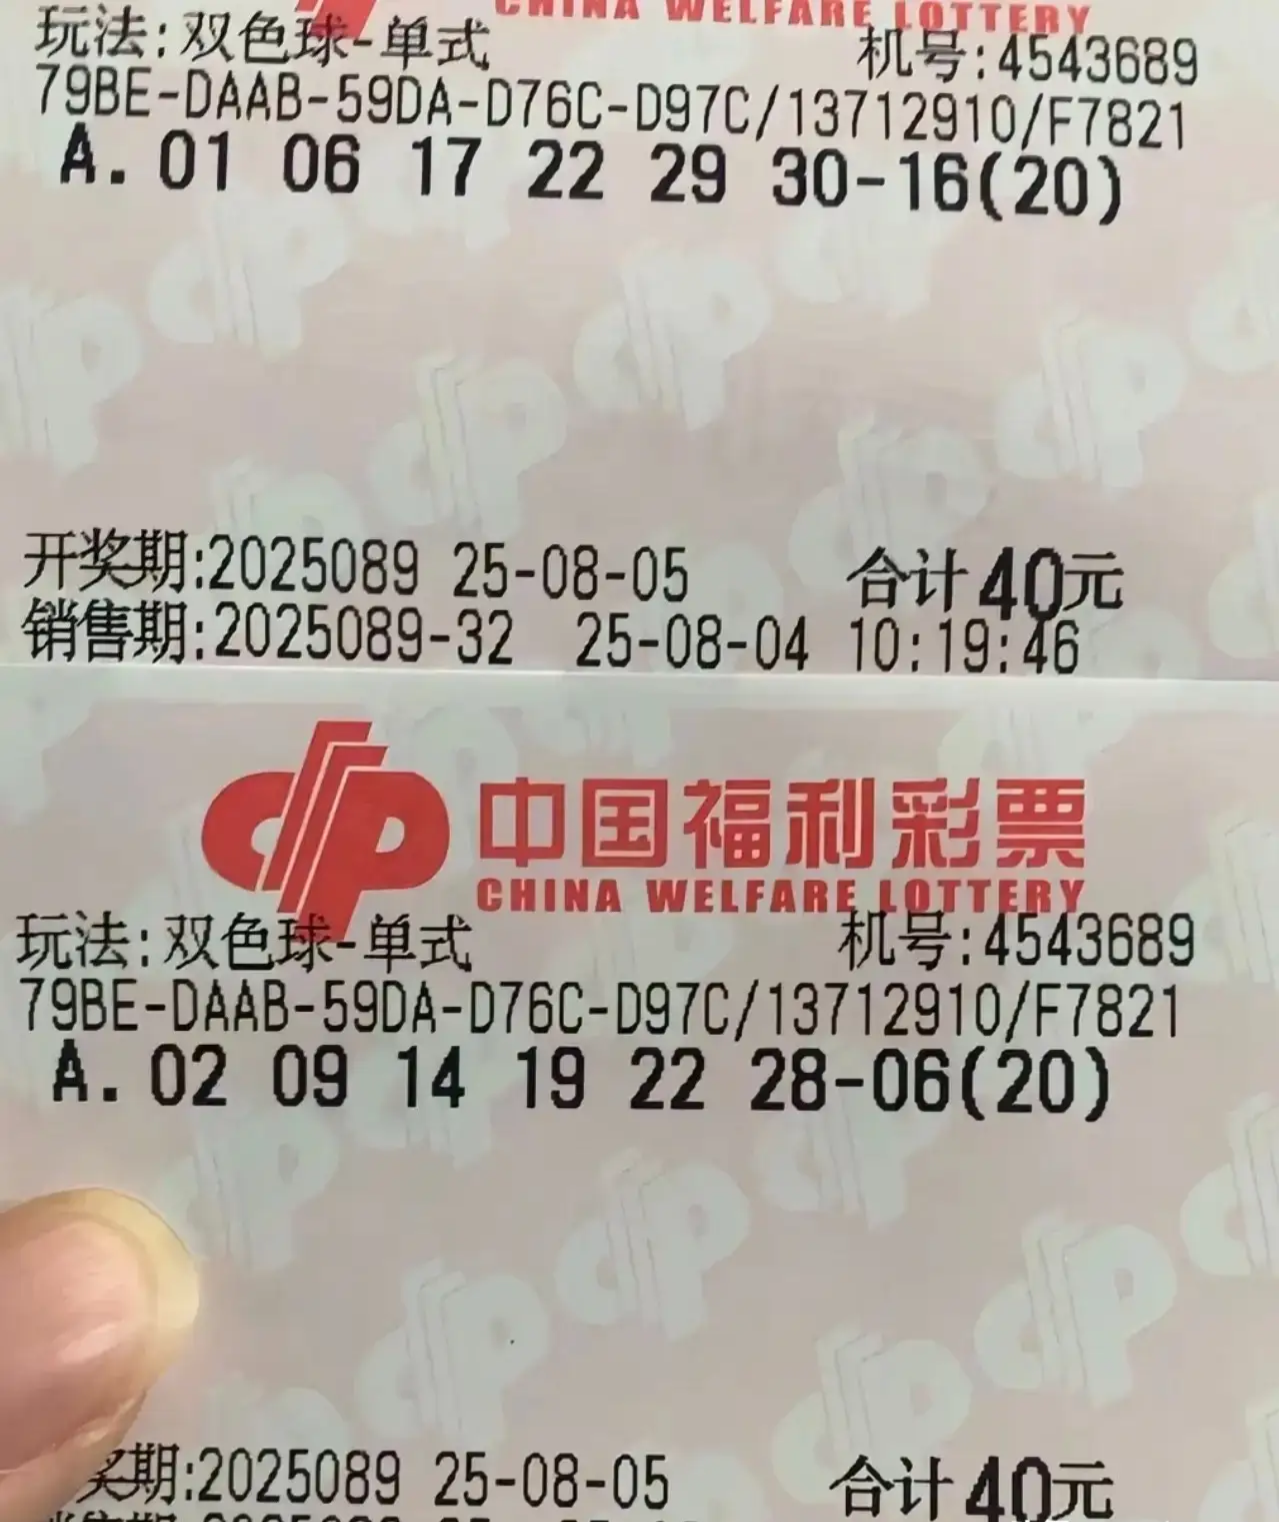 CHINA WELFARE LOTTERY
玩法:双色球-单式 机号:4543689
79BE-DAAB-59DA-D76C-D97C/13712910/F7821
A. 01 06 17 22 29 30-16(20)
开奖期:2025089 25-08-05 合计40元
销售期:2025089-32 25-08-04 10:19:46
中国福利彩票
CHINA WELFARE LOTTERY
玩法:双色球-单式 机号:4543689
79BE-DAAB-59DA-D76C-D97C/13712910/F7821
A. 02 09 14 19 22 28-06(20)
奖期:2025089 25-08-05 合计40元